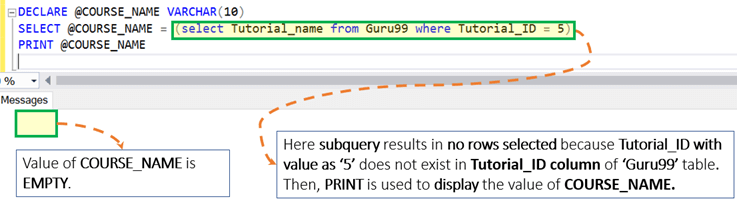 DECLARE @COURSE_NAME VARCHAR(10)
SELECT @COURSE_NAME = (select Tutorial_name from Guru99 where Tutorial_ID = 5)
PRINT @COURSE_NAME
%
Messages
Value of COURSE_NAME is
EMPTY.
Here subquery results in no rows selected because Tutorial_ID with
value as ‘5’ does not exist in Tutorial_ID column of ‘Guru99’ table.
Then, PRINT is used to display the value of COURSE_NAME.